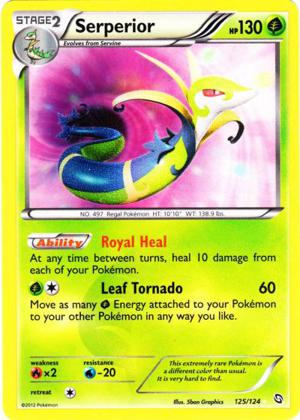 STAGE2
Serperior
HP130
Evolves from Servine
NO. 497 Regal Pokémon HT: 10'10" WT: 138.9 lbs.
Ability Royal Heal
At any time between turns, heal 10 damage from
each of your Pokémon.
Leaf Tornado 60
Move as many Energy attached to your Pokémon
to your other Pokémon in any way you like.
weakness
×2
resistance
-20
retreat
This extremely rare Pokémon is
a different color than usual.
It is very hard to find.
Illus. 5ban Graphics
125/124
©2012 Pokémon